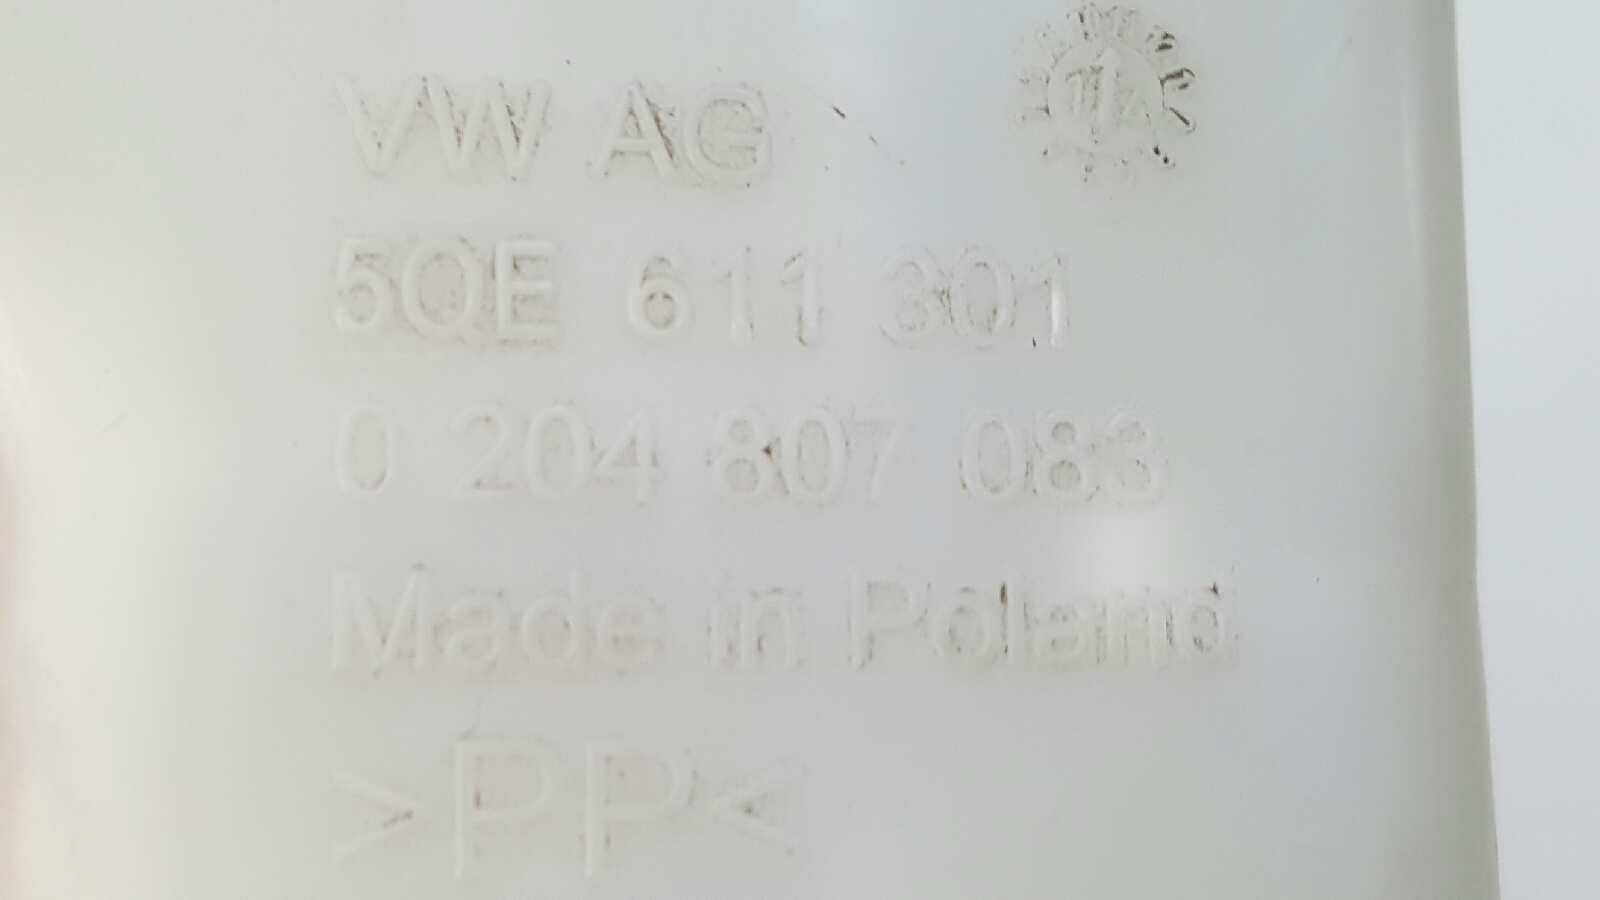 VW AG
5QE 611 301
0 204 807 083
Made in Poland
>PP<